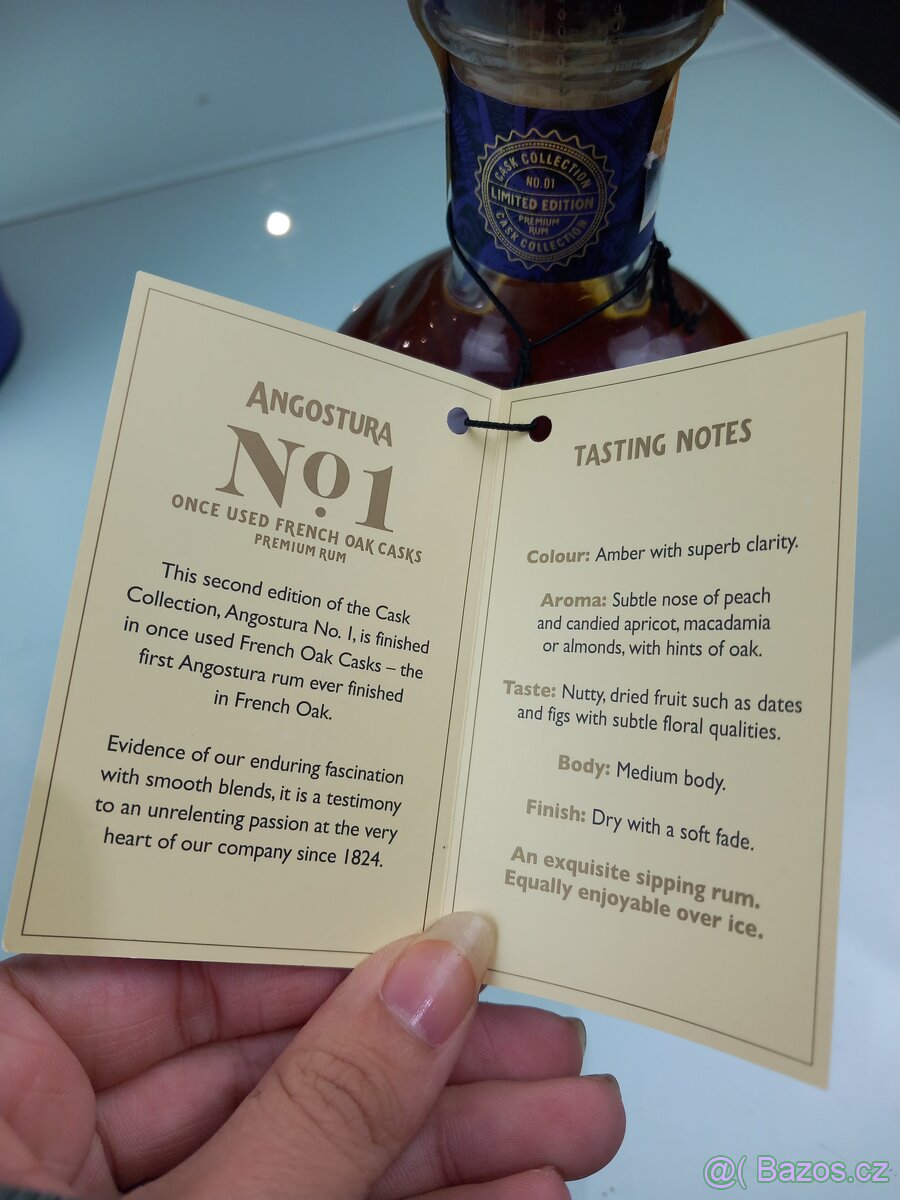 CASK COLLECTION
NO.01
LIMITED EDITION
PREMIUM
RUM
CASK COLLECTION
ANGOSTURA
No1
ONCE USED FRENCH OAK CASKS
PREMIUM RUM
This second edition of the Cask
Collection, Angostura No. 1, is finished
in once used French Oak Casks – the
first Angostura rum ever finished
in French Oak.
Evidence of our enduring fascination
with smooth blends, it is a testimony
to an unrelenting passion at the very
heart of our company since 1824.
TASTING NOTES
Colour: Amber with superb clarity.
Aroma: Subtle nose of peach
and candied apricot, macadamia
or almonds, with hints of oak.
Taste: Nutty, dried fruit such as dates
and figs with subtle floral qualities.
Body: Medium body.
Finish: Dry with a soft fade.
An exquisite sipping rum.
Equally enjoyable over ice.
@( Bazos.cz